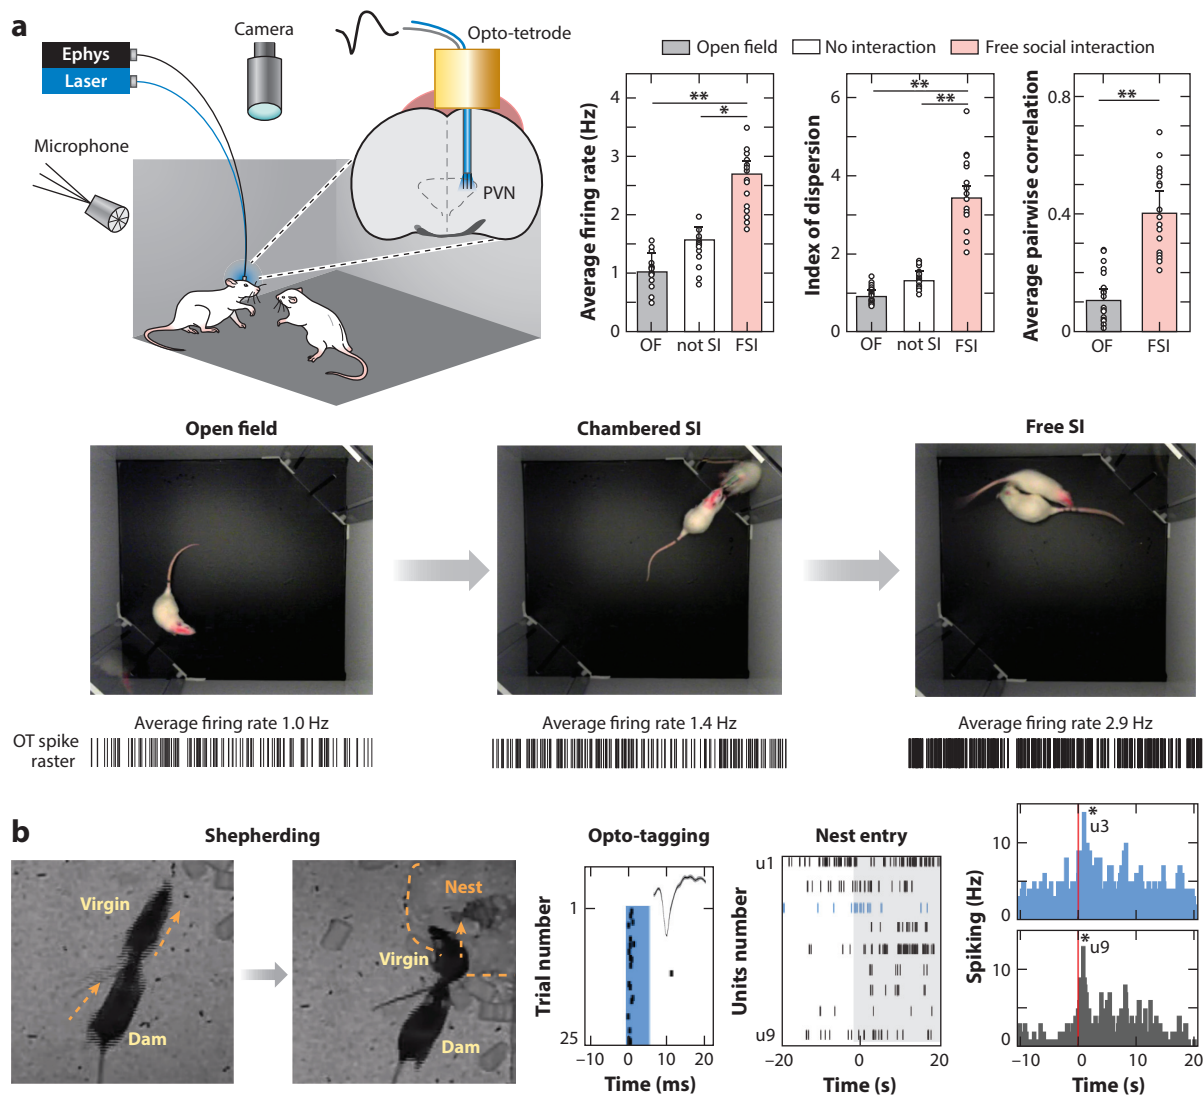 a
Ephys
Laser
Microphone
Camera
Opto-tetrode
PVN
Open field
No interaction
Free social interaction
Average firing rate (Hz)
4
3
2
1
0
**
*
OF
not SI
FSI
Index of dispersion
6
4
2
0
**
**
OF
not SI
FSI
Average pairwise correlation
0.8
0.4
0
**
OF
FSI
Open field
Chambered SI
Free SI
OT spike
raster
Average firing rate 1.0 Hz
Average firing rate 1.4 Hz
Average firing rate 2.9 Hz
b
Shepherding
Virgin
Dam
Nest
Virgin
Dam
Opto-tagging
Trial number
1
25
−10
0
10
20
Time (ms)
Nest entry
Units number
u1
u9
−20
0
20
Time (s)
Spiking (Hz)
10
0
*
u3
10
0
*
u9
−10
0
10
20
Time (s)